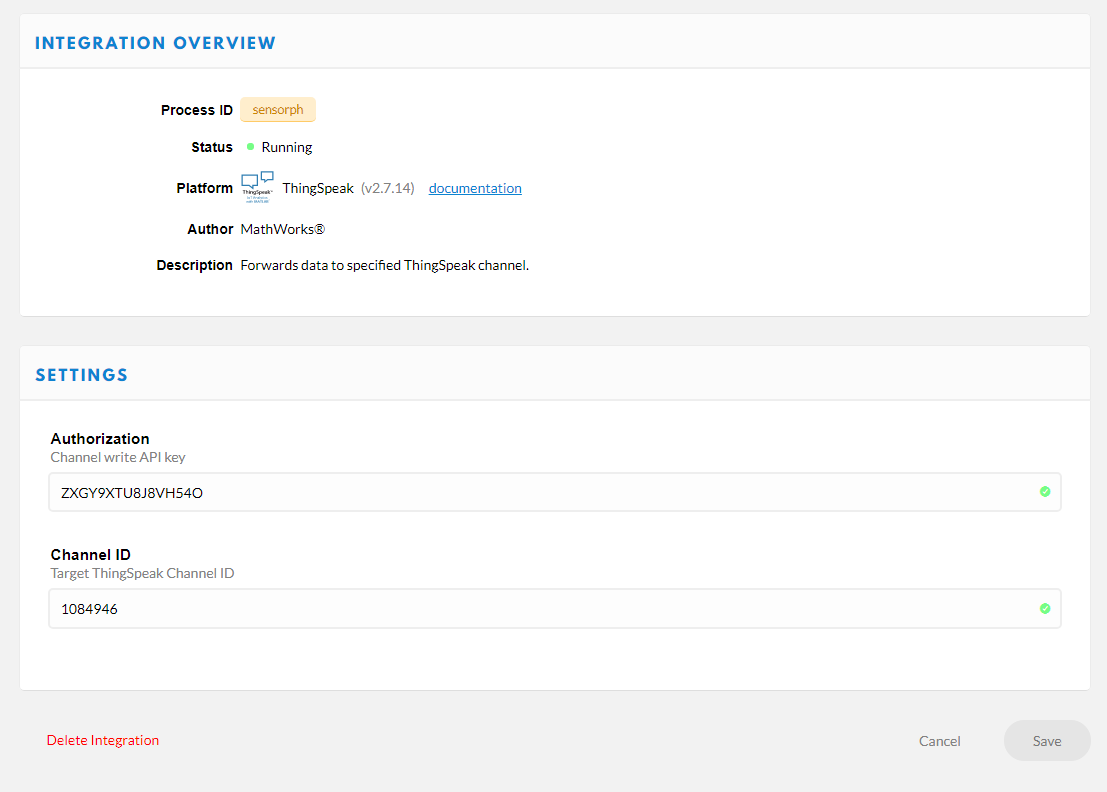 INTEGRATION OVERVIEW
Process ID sensorph
Status Running
Platform ThingSpeak™ ThingSpeak (v2.7.14) documentation
Author MathWorks®
Description Forwards data to specified ThingSpeak channel.
SETTINGS
Authorization
Channel write API key
ZXGY9XTU8J8VH54O
Channel ID
Target ThingSpeak Channel ID
1084946
Delete Integration Cancel Save